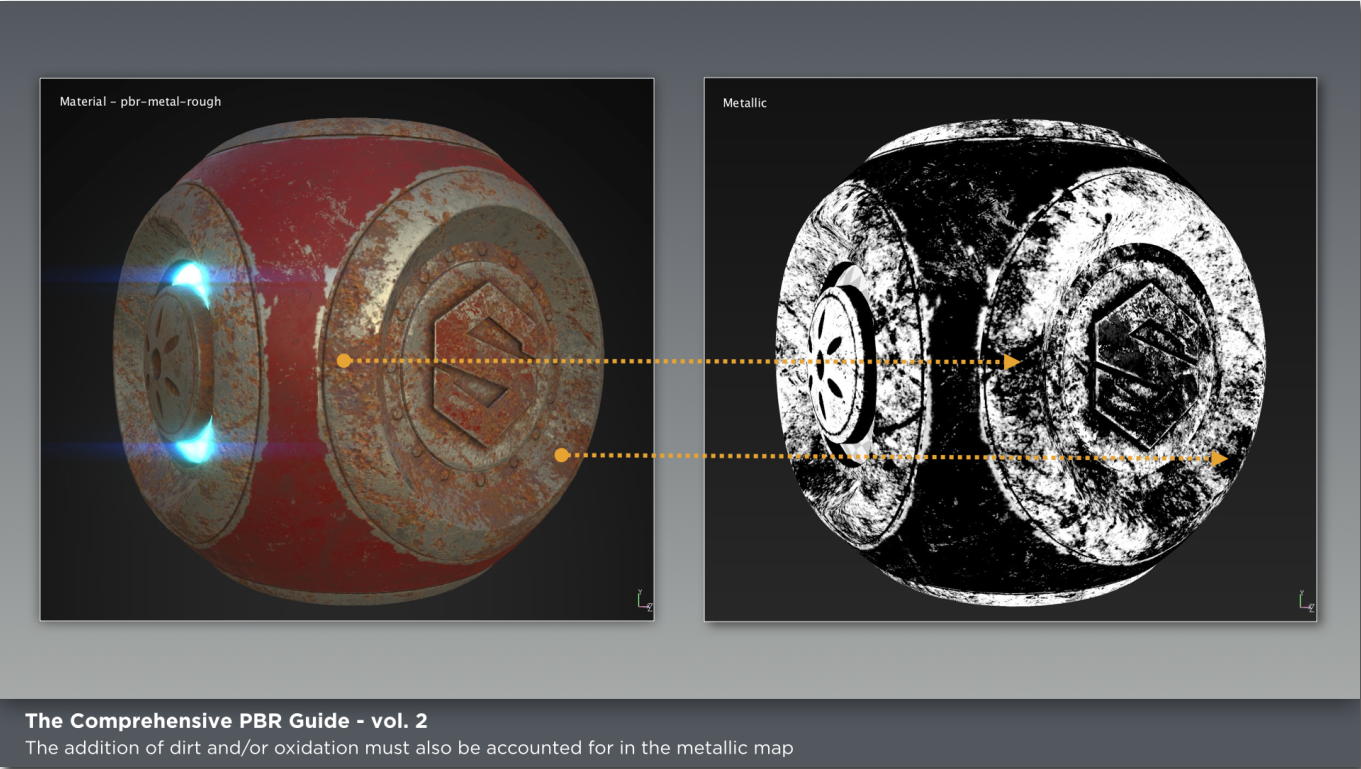 Material - pbr-metal-rough
Metallic
Y
Z
Y
Z
The Comprehensive PBR Guide - vol. 2
The addition of dirt and/or oxidation must also be accounted for in the metallic map